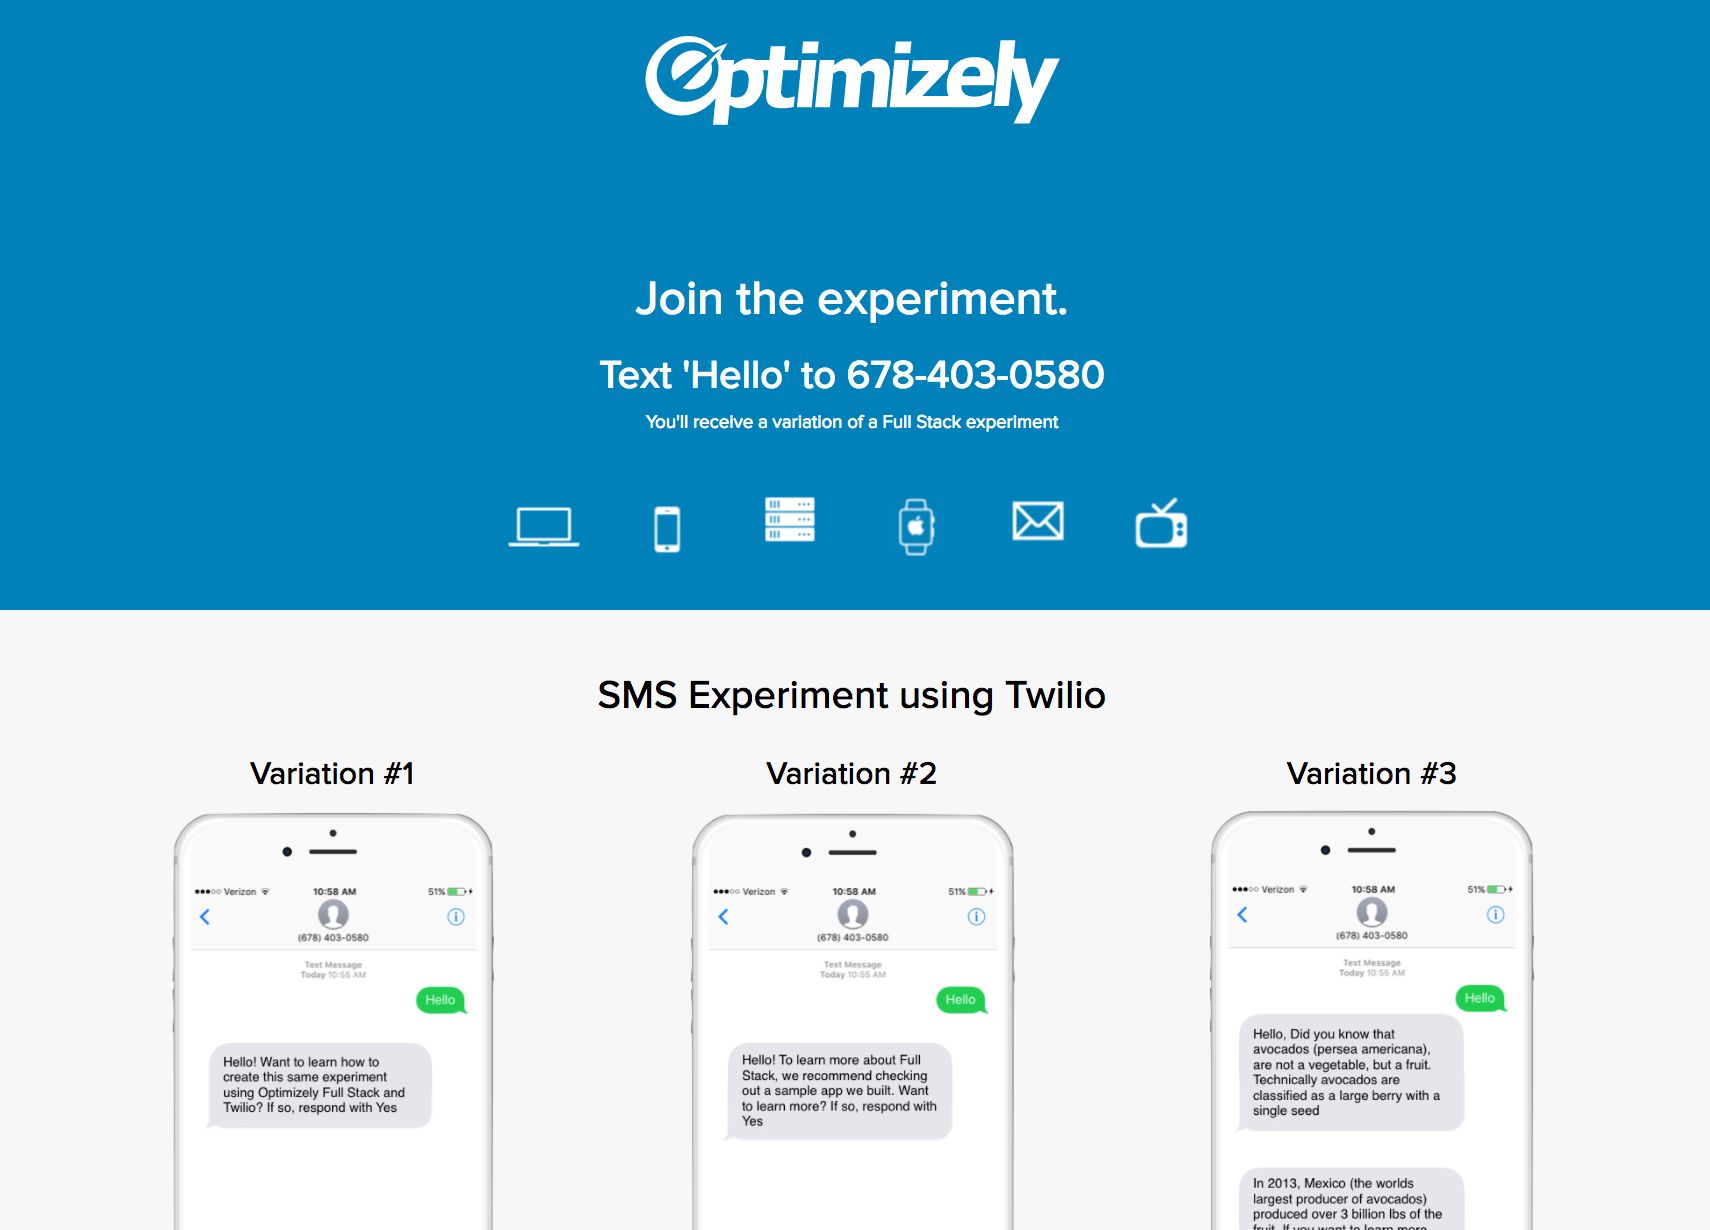 Optimizely
Join the experiment.
Text 'Hello' to 678-403-0580
You'll receive a variation of a Full Stack experiment
SMS Experiment using Twilio
Variation #1
Verizon
10:58 AM
51%
(678) 403-0580
Text Message
Today 10:55 AM
Hello
Hello! Want to learn how to
create this same experiment
using Optimizely Full Stack and
Twilio? If so, respond with Yes
Variation #2
Verizon
10:58 AM
51%
(678) 403-0580
Text Message
Today 10:55 AM
Hello
Hello! To learn more about Full
Stack, we recommend checking
out a sample app we built. Want
to learn more? If so, respond with
Yes
Variation #3
Verizon
10:58 AM
51%
(678) 403-0580
Text Message
Today 10:55 AM
Hello
Hello, Did you know that
avocados (persea americana),
are not a vegetable, but a fruit.
Technically avocados are
classified as a large berry with a
single seed
In 2013, Mexico (the worlds
largest producer of avocados)
produced over 3 billion lbs of the
fruit. If you want to learn more